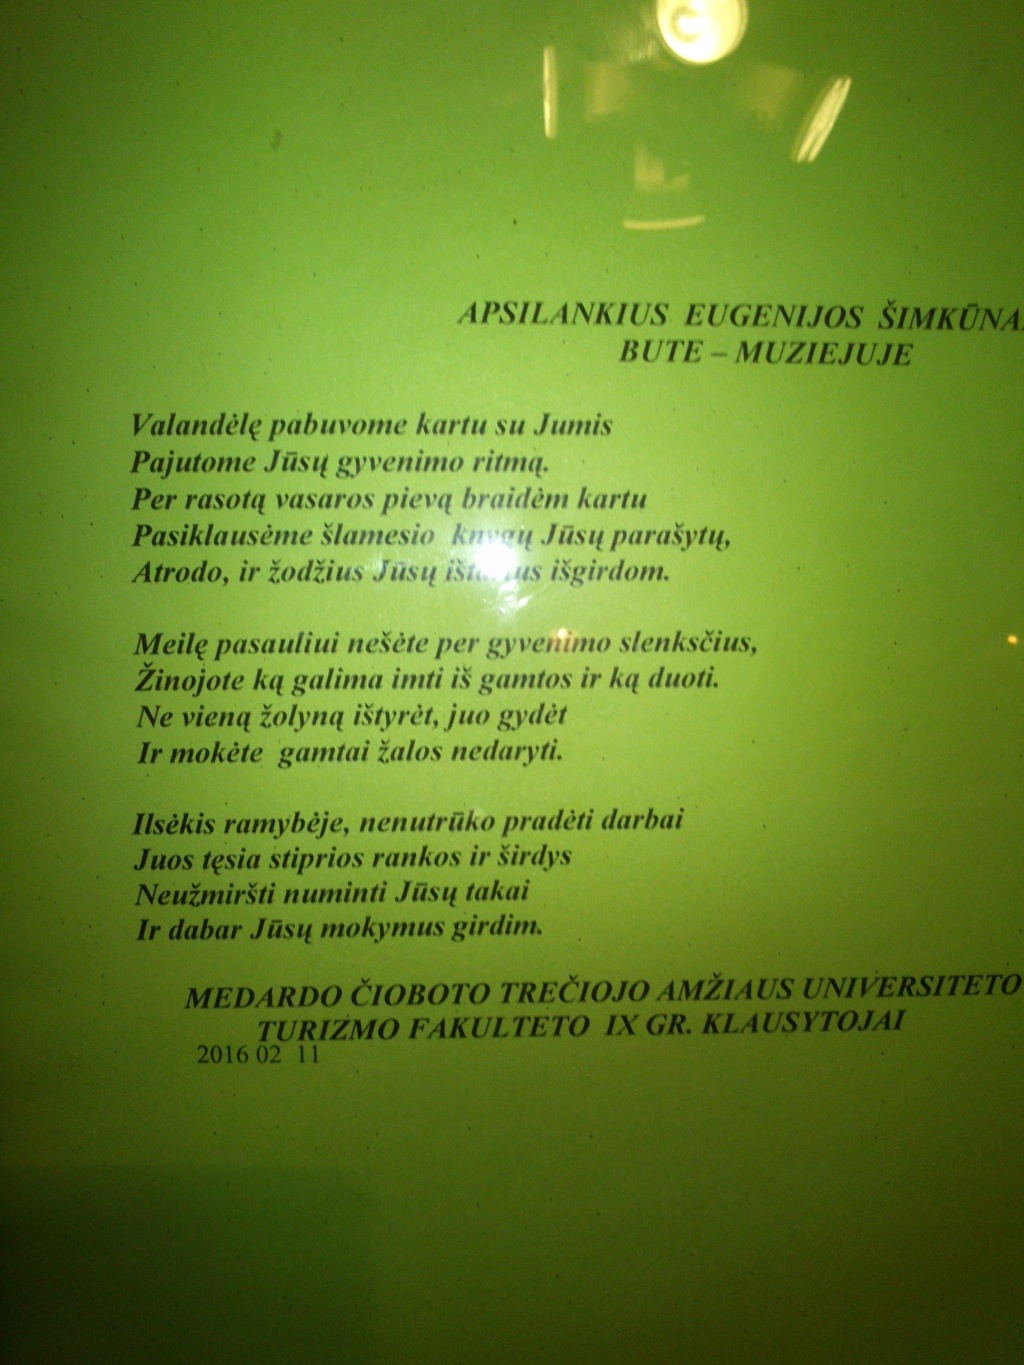 APSILANKIUS EUGENIJOS ŠIMKŪNA
BUTE – MUZIEJUJE
Valandėlę pabuvome kartu su Jumis
Pajutome Jūsų gyvenimo ritmą.
Per rasotą vasaros pievą braidėm kartu
Pasiklausėme šlamesio knygų Jūsų parašytų,
Atrodo, ir žodžius Jūsų ištartus išgirdom.
Meilę pasauliui nešėte per gyvenimo slenksčius,
Žinojote ką galima imti iš gamtos ir ką duoti.
Ne vieną žolyną ištyrėt, juo gydėt
Ir mokėte gamtai žalos nedaryti.
Ilsėkis ramybėje, nenutrūko pradėti darbai
Juos tęsia stiprios rankos ir širdys
Neužmiršti numinti Jūsų takai
Ir dabar Jūsų mokymus girdim.
MEDARDO ČIOBOTO TREČIOJO AMŽIAUS UNIVERSITETO
TURIZMO FAKULTETO IX GR. KLAUSYTOJAI
2016 02 11